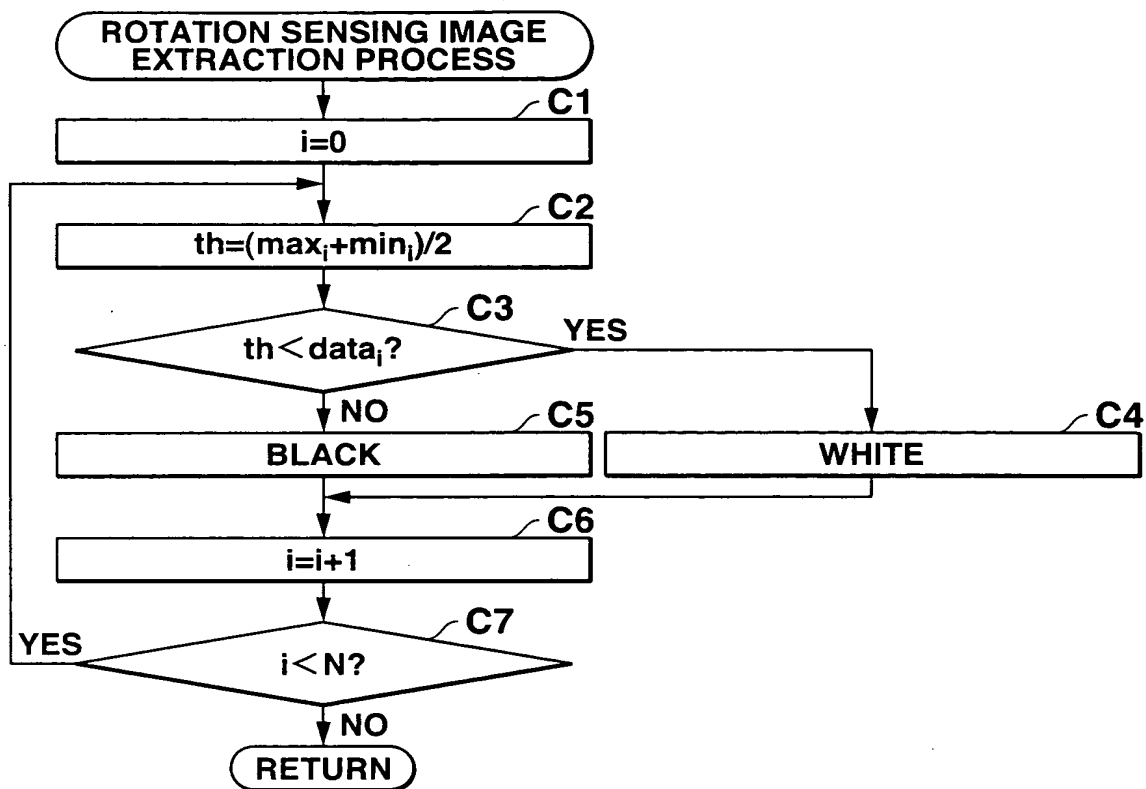 ROTATION SENSING IMAGE
EXTRACTION PROCESS
C1
i=0
C2
th=(maxᵢ+minᵢ)/2
C3
th<dataᵢ?
YES
NO
C5
BLACK
C4
WHITE
C6
i=i+1
C7
YES
i<N?
NO
RETURN